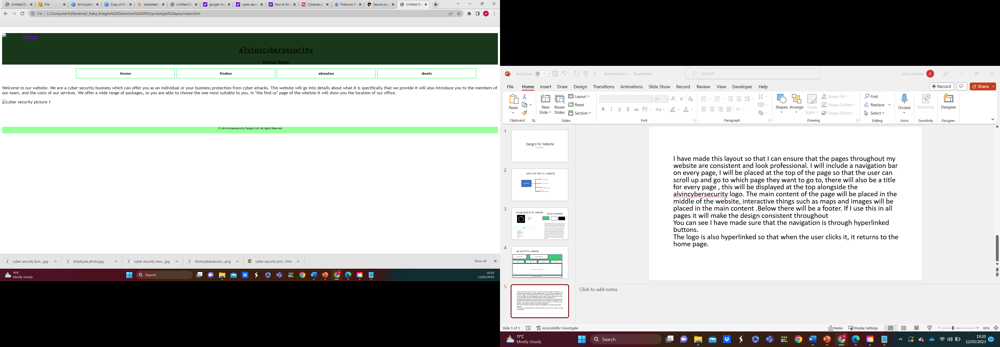 Untitled Do
File
Alvinscyber
Copy of Al
stylesheet.c
Untitled Do
google ma
cyber secu
how to find
Cybersecur
Premium P
Secure you
Untitled Do
File
C:/Computer%20science/_Kaba_Kitagbe%20Distinction%20APEX/prototype%20apex/index.html
a
logo
alvinscybersecurity
Home Page
Home
findus
aboutus
deals
Welcome to our website. We are a cyber security business which can offer you as an individual or your business protection from cyber attacks. This website will go into details about what it is specifically that we provide it will also introduce you to the members of
our team, and the costs of our services. We offer a wide range of packages, so you are able to choose the one most suitable to you. In "the find us" page of the wbeiste it will show you the location of our office.
cyber security picture 1
(C) Alvinscybersecurity Designs Ltd. All rights Reserved
cyber security bun....jpg
Employee photo.jpg
cyber security new....jpg
Alvinscybersecurit....png
cyber security pict....htm
Show all
11°C
Mostly cloudy
Search
19:20
12/05/2023
AutoSave
Off
Presentation1 - PowerPoint
Search
alvin.udenze
A
File
Home
Insert
Draw
Design
Transitions
Animations
Slide Show
Record
Review
View
Developer
Help
Record
Share
Paste
New
Slide
Reuse
Slides
Layout
Reset
Section
26
B I U S ab AV Aa A
Shapes
Arrange
Quick
Styles
Shape Fill
Shape Outline
Shape Effects
Find
Replace
Select
Dictate
Sensitivity
Designer
Clipboard
Slides
Font
Paragraph
Drawing
Editing
Voice
Sensitivity
Designer
1
Designs for Website
2
SITE MAP FOR MY WEBSITE.
3
House style of my website
Colour scheme
4
Lay out of my website
5
I have made this layout so that I can ensure that the pages throughout my
website are consistent and look professional. I will include a navigation bar
on every page, I will be placed at the top of the page so that the user can
scroll up and go to which page they want to go to, there will also be a title
for every page , this will be displayed at the top alongside the
alvincybersecurity logo. The main content of the page will be placed in the
middle of the website, interactive things such as maps and images will be
placed in the main content .Below there will be a footer. If I use this in all
pages it will make the design consistent throughout
You can see I have made sure that the navigation is through hyperlinked
buttons.
The logo is also hyperlinked so that when the user clicks it, it returns to the
home page.
Click to add notes
Slide 5 of 5
Accessibility: Investigate
Notes
Display Settings
66%
11°C
Mostly cloudy
Search
19:20
12/05/2023
24